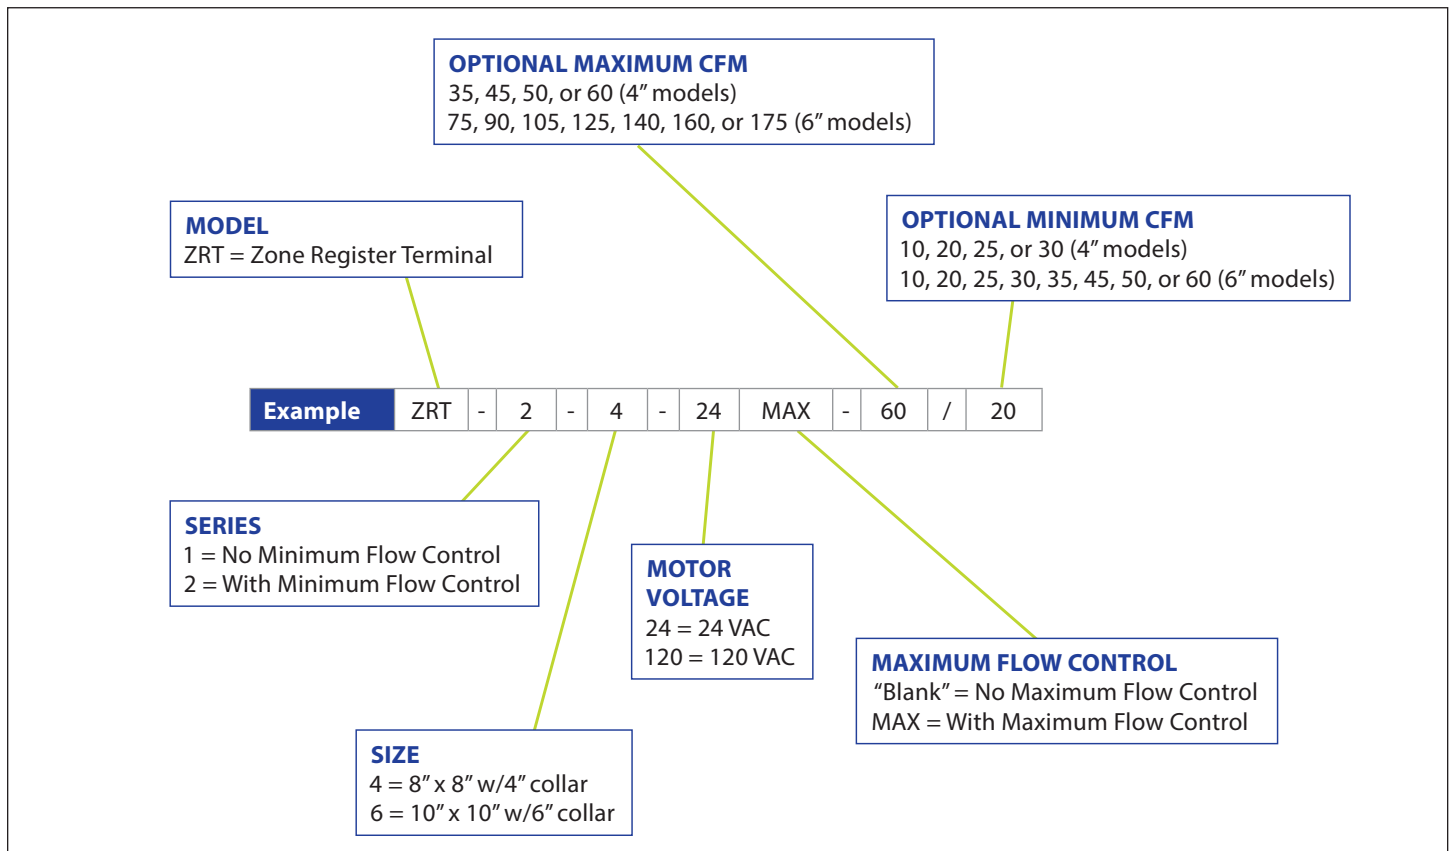 OPTIONAL MAXIMUM CFM
35, 45, 50, or 60 (4” models)
75, 90, 105, 125, 140, 160, or 175 (6” models)
MODEL
ZRT = Zone Register Terminal
OPTIONAL MINIMUM CFM
10, 20, 25, or 30 (4” models)
10, 20, 25, 30, 35, 45, 50, or 60 (6” models)
Example ZRT - 2 - 4 - 24 MAX - 60 / 20
SERIES
1 = No Minimum Flow Control
2 = With Minimum Flow Control
MOTOR
VOLTAGE
24 = 24 VAC
120 = 120 VAC
MAXIMUM FLOW CONTROL
“Blank” = No Maximum Flow Control
MAX = With Maximum Flow Control
SIZE
4 = 8” x 8” w/4” collar
6 = 10” x 10” w/6” collar